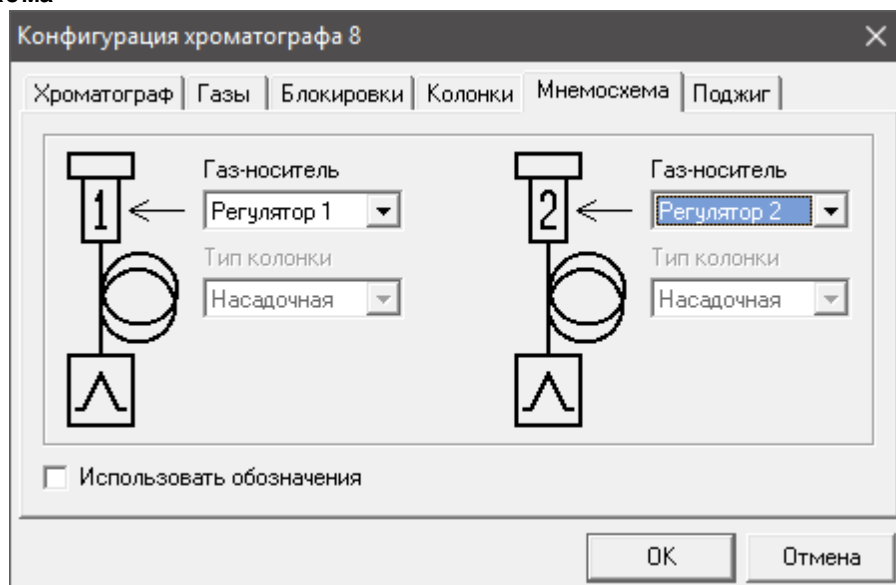 Конфигурация хроматографа 8
Хроматограф Газы Блокировки Колонки Мнемосхема Поджиг
1
Газ-носитель
Регулятор 1
Тип колонки
Насадочная
2
Газ-носитель
Регулятор 2
Тип колонки
Насадочная
Использовать обозначения
OK Отмена